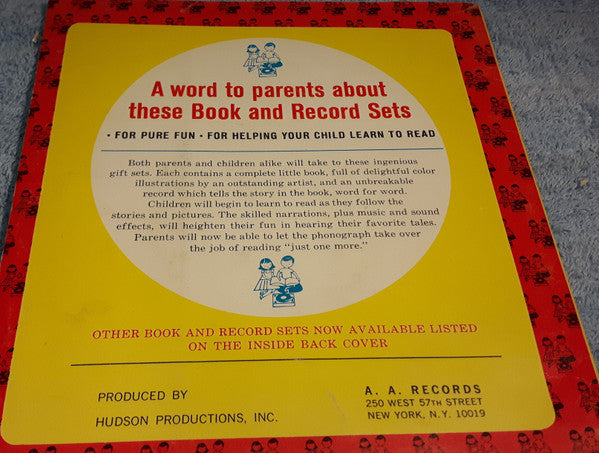 A word to parents about
these Book and Record Sets
• FOR PURE FUN • FOR HELPING YOUR CHILD LEARN TO READ
Both parents and children alike will take to these ingenious
gift sets. Each contains a complete little book, full of delightful color
illustrations by an outstanding artist, and an unbreakable
record which tells the story in the book, word for word.
Children will begin to learn to read as they follow the
stories and pictures. The skilled narrations, plus music and sound
effects, will heighten their fun in hearing their favorite tales.
Parents will now be able to let the phonograph take over
the job of reading "just one more."
OTHER BOOK AND RECORD SETS NOW AVAILABLE LISTED
ON THE INSIDE BACK COVER
PRODUCED BY
HUDSON PRODUCTIONS, INC.
A. A. RECORDS
250 WEST 57TH STREET
NEW YORK, N.Y. 10019